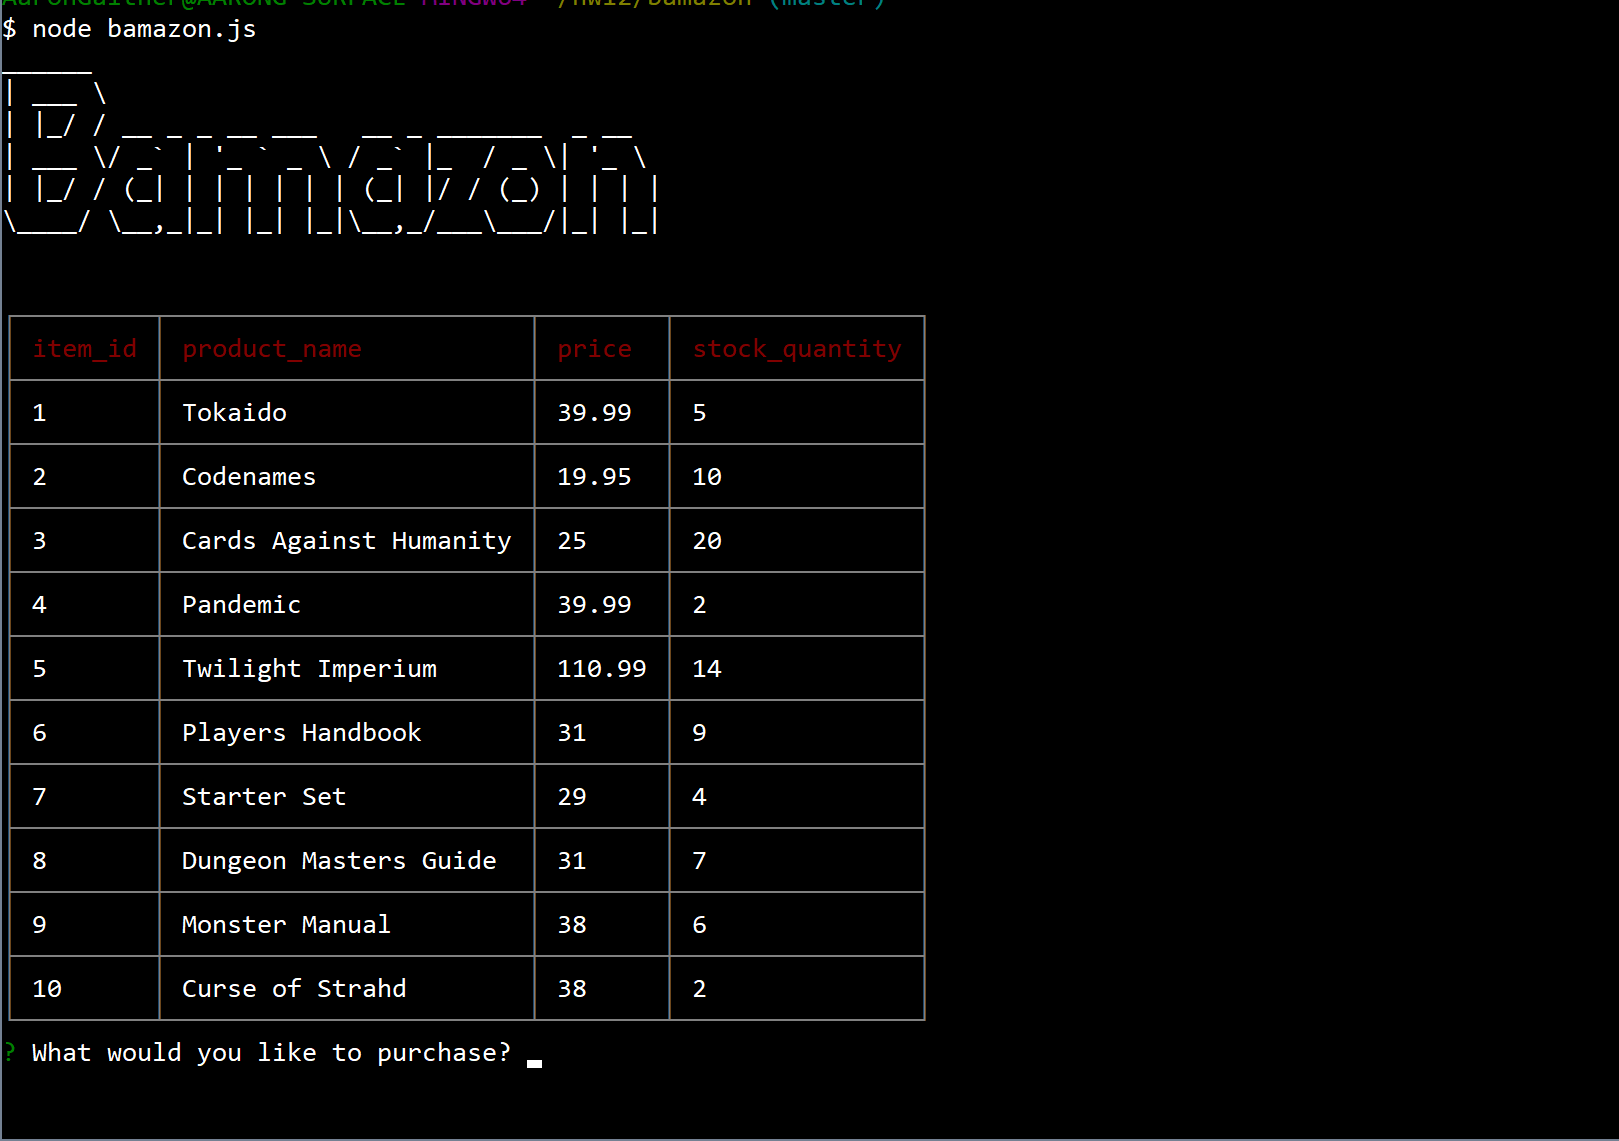 $ node bamazon.js
Bamazon
item_id product_name price stock_quantity
1 Tokaido 39.99 5
2 Codenames 19.95 10
3 Cards Against Humanity 25 20
4 Pandemic 39.99 2
5 Twilight Imperium 110.99 14
6 Players Handbook 31 9
7 Starter Set 29 4
8 Dungeon Masters Guide 31 7
9 Monster Manual 38 6
10 Curse of Strahd 38 2
? What would you like to purchase?